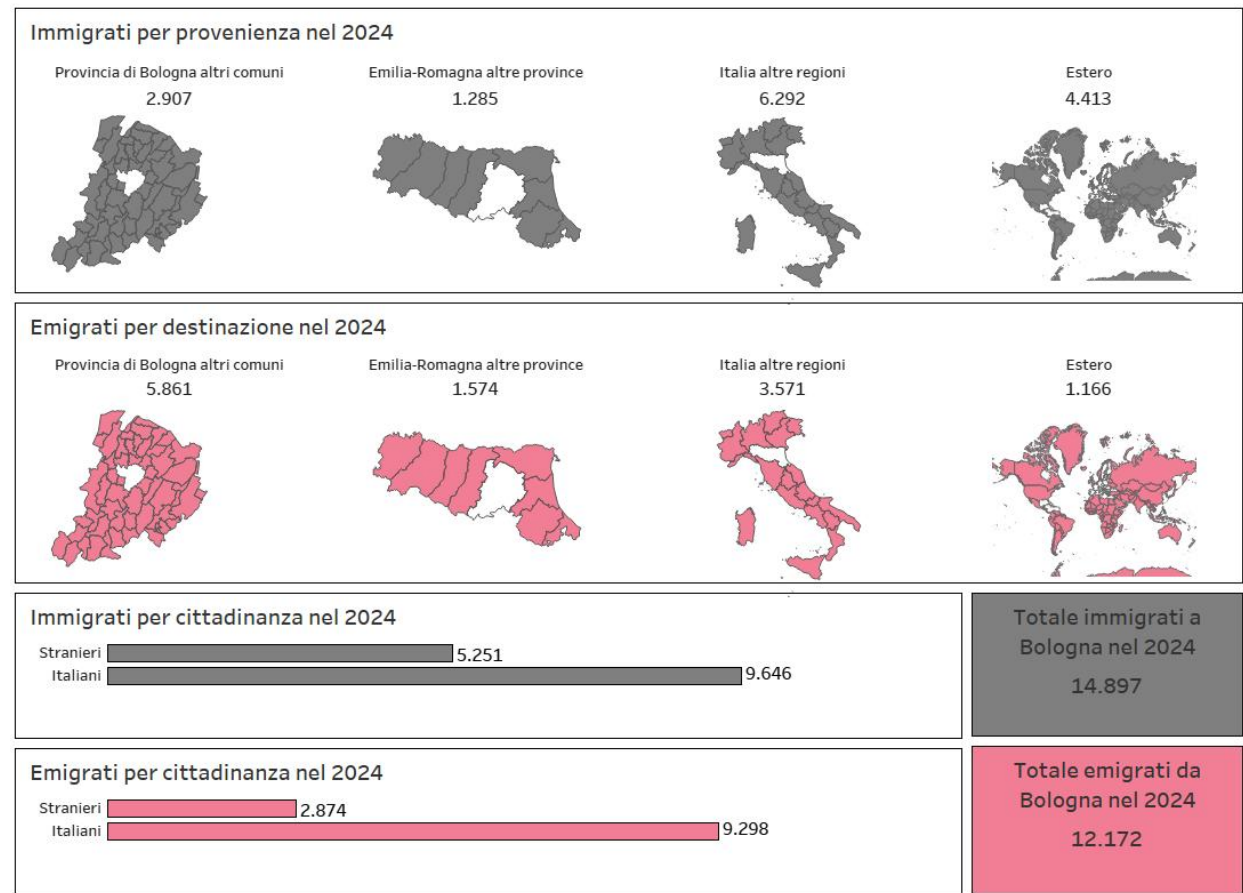 Immigrati per provenienza nel 2024
Provincia di Bologna altri comuni
2.907
Emilia-Romagna altre province
1.285
Italia altre regioni
6.292
Estero
4.413
Emigrati per destinazione nel 2024
Provincia di Bologna altri comuni
5.861
Emilia-Romagna altre province
1.574
Italia altre regioni
3.571
Estero
1.166
Immigrati per cittadinanza nel 2024
Stranieri 5.251
Italiani 9.646
Totale immigrati a
Bologna nel 2024
14.897
Emigrati per cittadinanza nel 2024
Stranieri 2.874
Italiani 9.298
Totale emigrati da
Bologna nel 2024
12.172